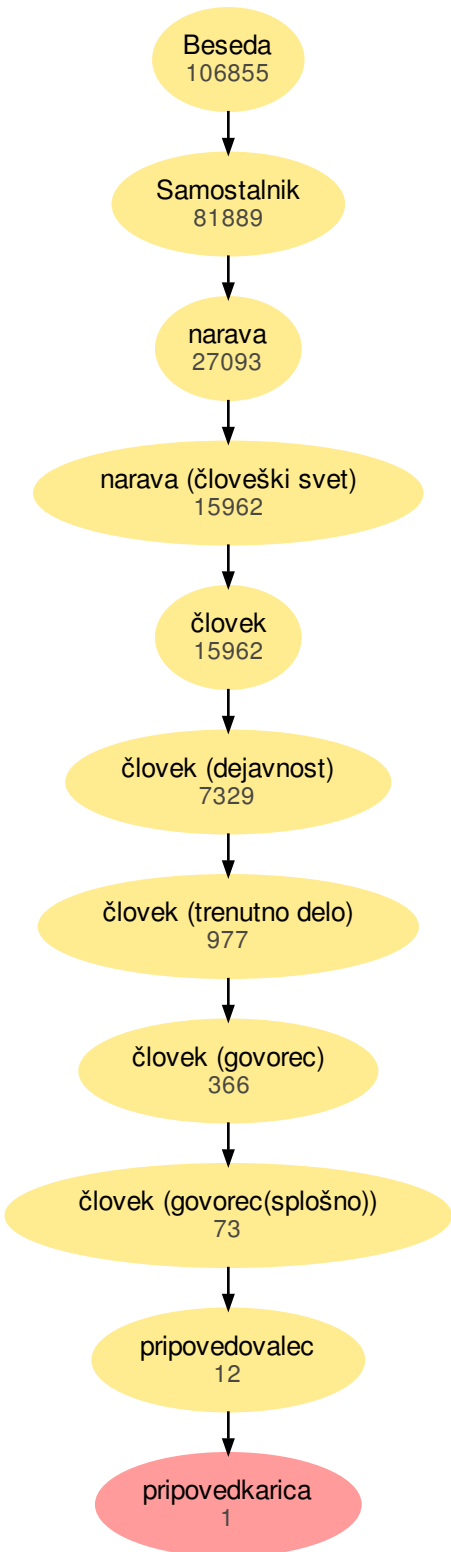 Beseda
106855
Samostalnik
81889
narava
27093
narava (človeški svet)
15962
človek
15962
človek (dejavnost)
7329
človek (trenutno delo)
977
človek (govorec)
366
človek (govorec(splošno))
73
pripovedovalec
12
pripovedkarica
1